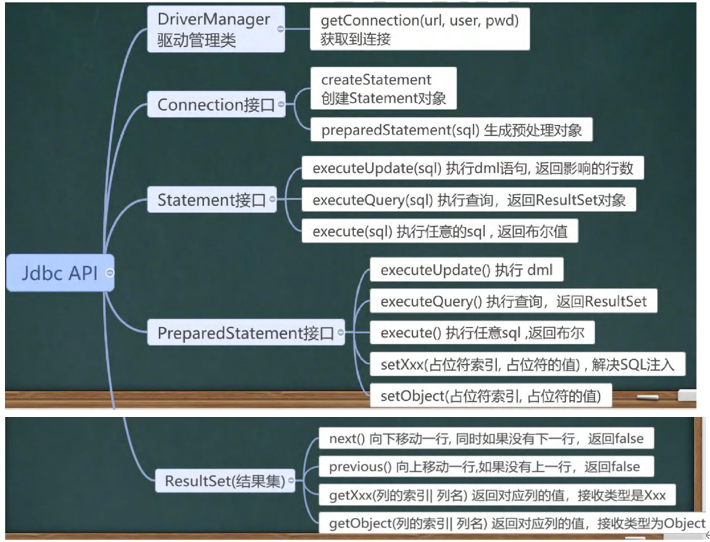 DriverManager
驱动管理类
getConnection(url, user, pwd)
获取到连接
Connection接口
createStatement
创建Statement对象
preparedStatement(sql) 生成预处理对象
Statement接口
executeUpdate(sql) 执行dml语句, 返回影响的行数
executeQuery(sql) 执行查询，返回ResultSet对象
execute(sql) 执行任意的sql , 返回布尔值
Jdbc API
PreparedStatement接口
executeUpdate() 执行 dml
executeQuery() 执行查询，返回ResultSet
execute() 执行任意sql ,返回布尔
setXxx(占位符索引, 占位符的值) , 解决SQL注入
setObject(占位符索引, 占位符的值)
ResultSet(结果集)
next() 向下移动一行, 同时如果没有下一行，返回false
previous() 向上移动一行,如果没有上一行，返回false
getXxx(列的索引| 列名) 返回对应列的值，接收类型是Xxx
getObject(列的索引| 列名) 返回对应列的值，接收类型为Object